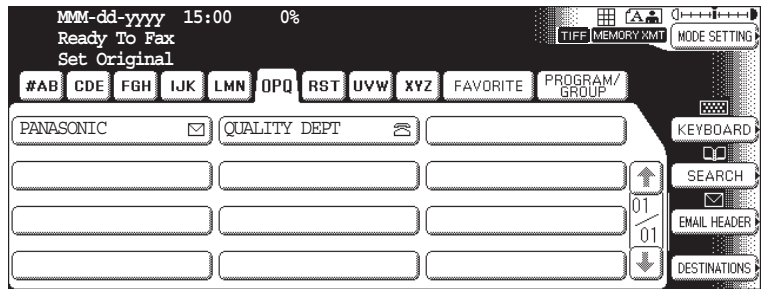 MMM-dd-yyyy 15:00 0%
Ready To Fax
Set Original
TIFF MEMORY XMT
MODE SETTING
#AB CDE FGH IJK LMN OPQ RST UVW XYZ FAVORITE PROGRAM/
GROUP
PANASONIC QUALITY DEPT
KEYBOARD
SEARCH
01
01
EMAIL HEADER
DESTINATIONS